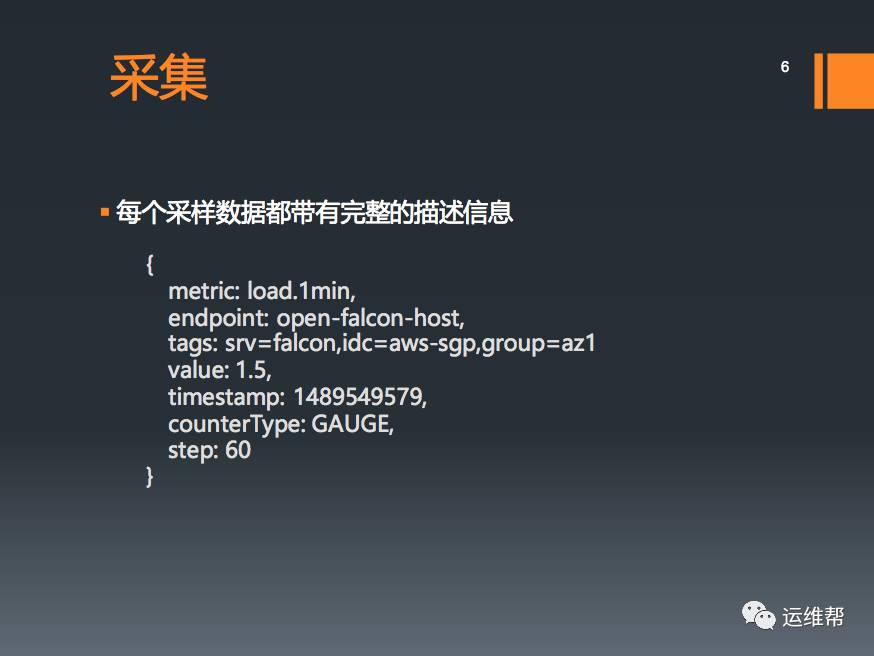 采集
6
每个采样数据都带有完整的描述信息
{
metric: load.1min,
endpoint: open-falcon-host,
tags: srv=falcon,idc=aws-sgp,group=az1
value: 1.5,
timestamp: 1489549579,
counterType: GAUGE,
step: 60
}
运维帮